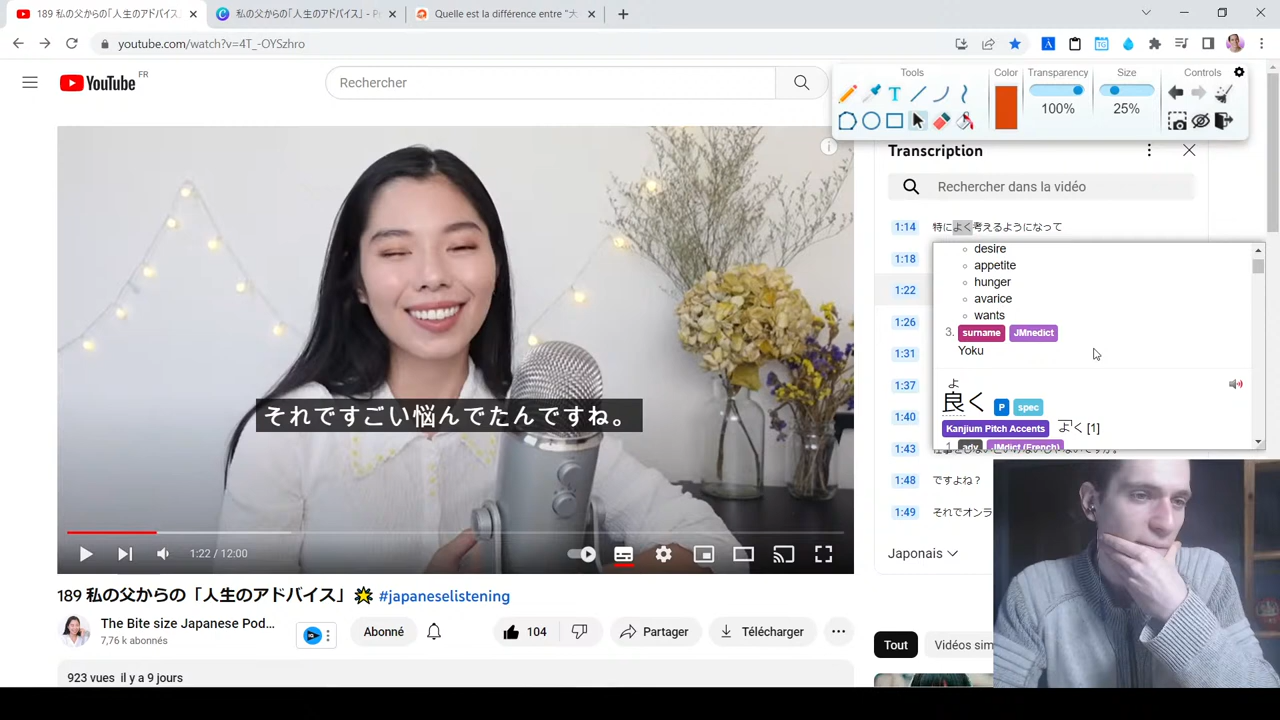 189 私の父からの「人生のアドバイス」
私の父からの「人生のアドバイス」 - P
Quelle est la différence entre "大
youtube.com/watch?v=4T_-OYSzhro
YouTube FR
Rechercher
Tools
Color
Transparency
Size
Controls
100%
25%
Transcription
Rechercher dans la vidéo
1:14 特によく考えるようになって
1:18
1:22
1:26
1:31
1:37
1:40
1:43
1:48 ですよね？
1:49 それでオンラ
desire
appetite
hunger
avarice
wants
3. surname JMnedict
Yoku
よ
良く P spec
Kanjium Pitch Accents よく [1]
1. adv JMdict (French)
Japonais
それですごい悩んでたんですね。
1:22 / 12:00
189 私の父からの「人生のアドバイス」 🌟 #japaneselistening
The Bite size Japanese Pod...
7,76 k abonnés
Abonné
104
Partager
Télécharger
Tout
Vidéos sim
923 vues il y a 9 jours